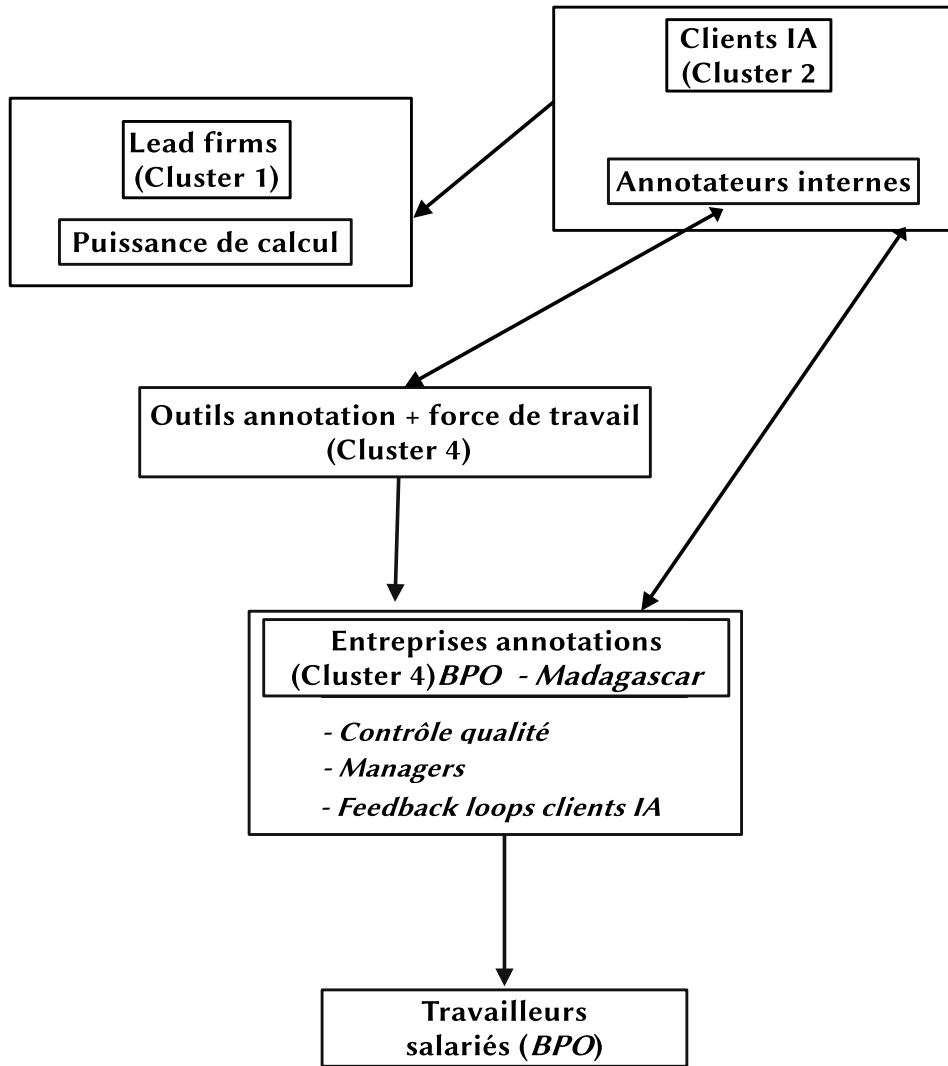 Clients IA
(Cluster 2
Lead firms
(Cluster 1)
Annotateurs internes
Puissance de calcul
Outils annotation + force de travail
(Cluster 4)
Entreprises annotations
(Cluster 4)BPO - Madagascar
- Contrôle qualité
- Managers
- Feedback loops clients IA
Travailleurs
salariés (BPO)